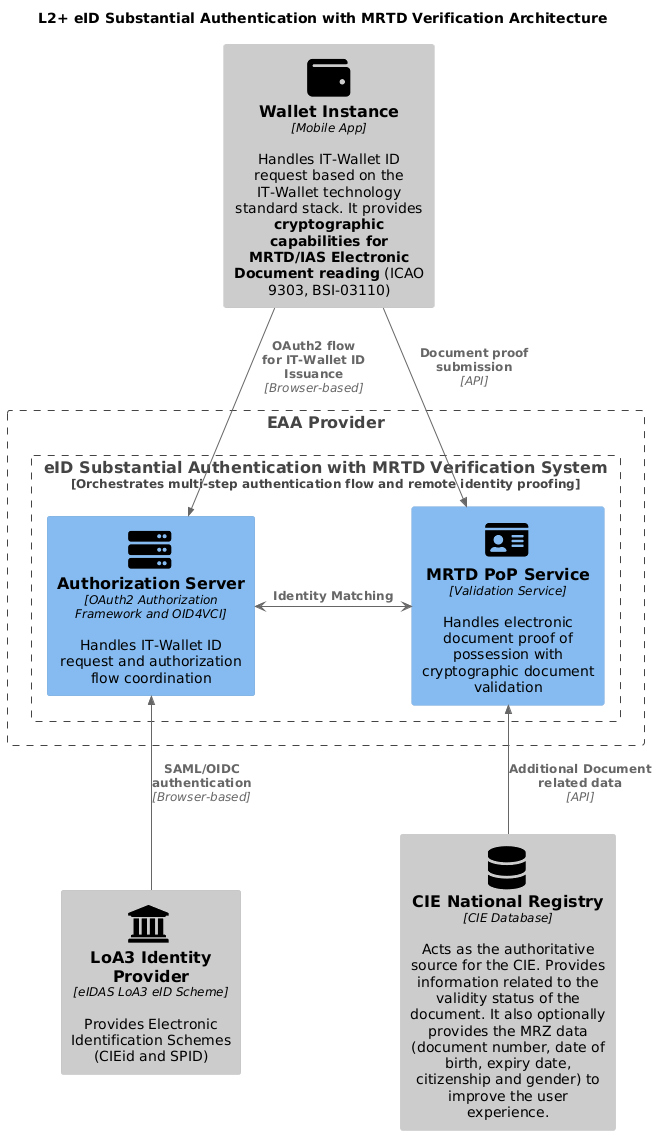 L2+ eID Substantial Authentication with MRTD Verification Architecture
Wallet Instance
[Mobile App]
Handles IT-Wallet ID
request based on the
IT-Wallet technology
standard stack. It provides
cryptographic
capabilities for
MRTD/IAS Electronic
Document reading (ICAO
9303, BSI-03110)
OAuth2 flow
for IT-Wallet ID
Issuance
[Browser-based]
Document proof
submission
[API]
EAA Provider
eID Substantial Authentication with MRTD Verification System
[Orchestrates multi-step authentication flow and remote identity proofing]
Authorization Server
[OAuth2 Authorization
Framework and OID4VCI]
Handles IT-Wallet ID
request and authorization
flow coordination
Identity Matching
MRTD PoP Service
[Validation Service]
Handles electronic
document proof of
possession with
cryptographic document
validation
SAML/OIDC
authentication
[Browser-based]
Additional Document
related data
[API]
LoA3 Identity
Provider
[eIDAS LoA3 eID Scheme]
Provides Electronic
Identification Schemes
(CIEid and SPID)
CIE National Registry
[CIE Database]
Acts as the authoritative
source for the CIE. Provides
information related to the
validity status of the
document. It also optionally
provides the MRZ data
(document number, date of
birth, expiry date,
citizenship and gender) to
improve the user
experience.